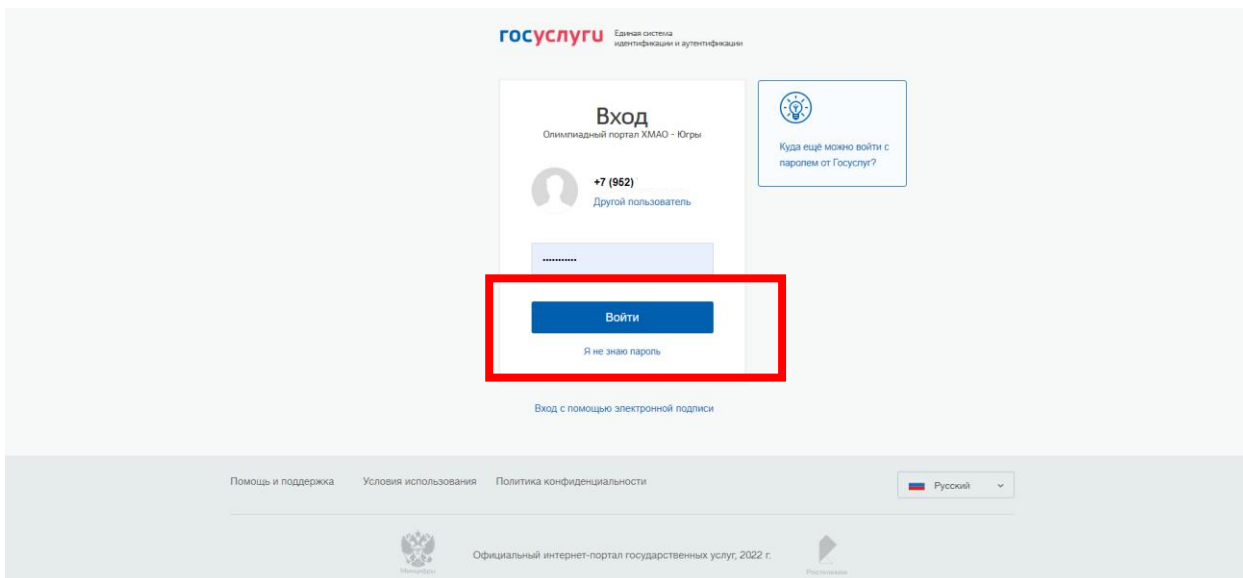 госуслуги
Единая система
идентификации и аутентификации
Вход
Олимпиадный портал ХМАО - Югры
+7 (952)
Другой пользователь
Куда ещё можно войти с
паролем от Госуслуг?
Войти
Я не знаю пароль
Вход с помощью электронной подписи
Помощь и поддержка Условия использования Политика конфиденциальности
Русский
Официальный интернет-портал государственных услуг, 2022 г.
Минцифры
Ростелеком